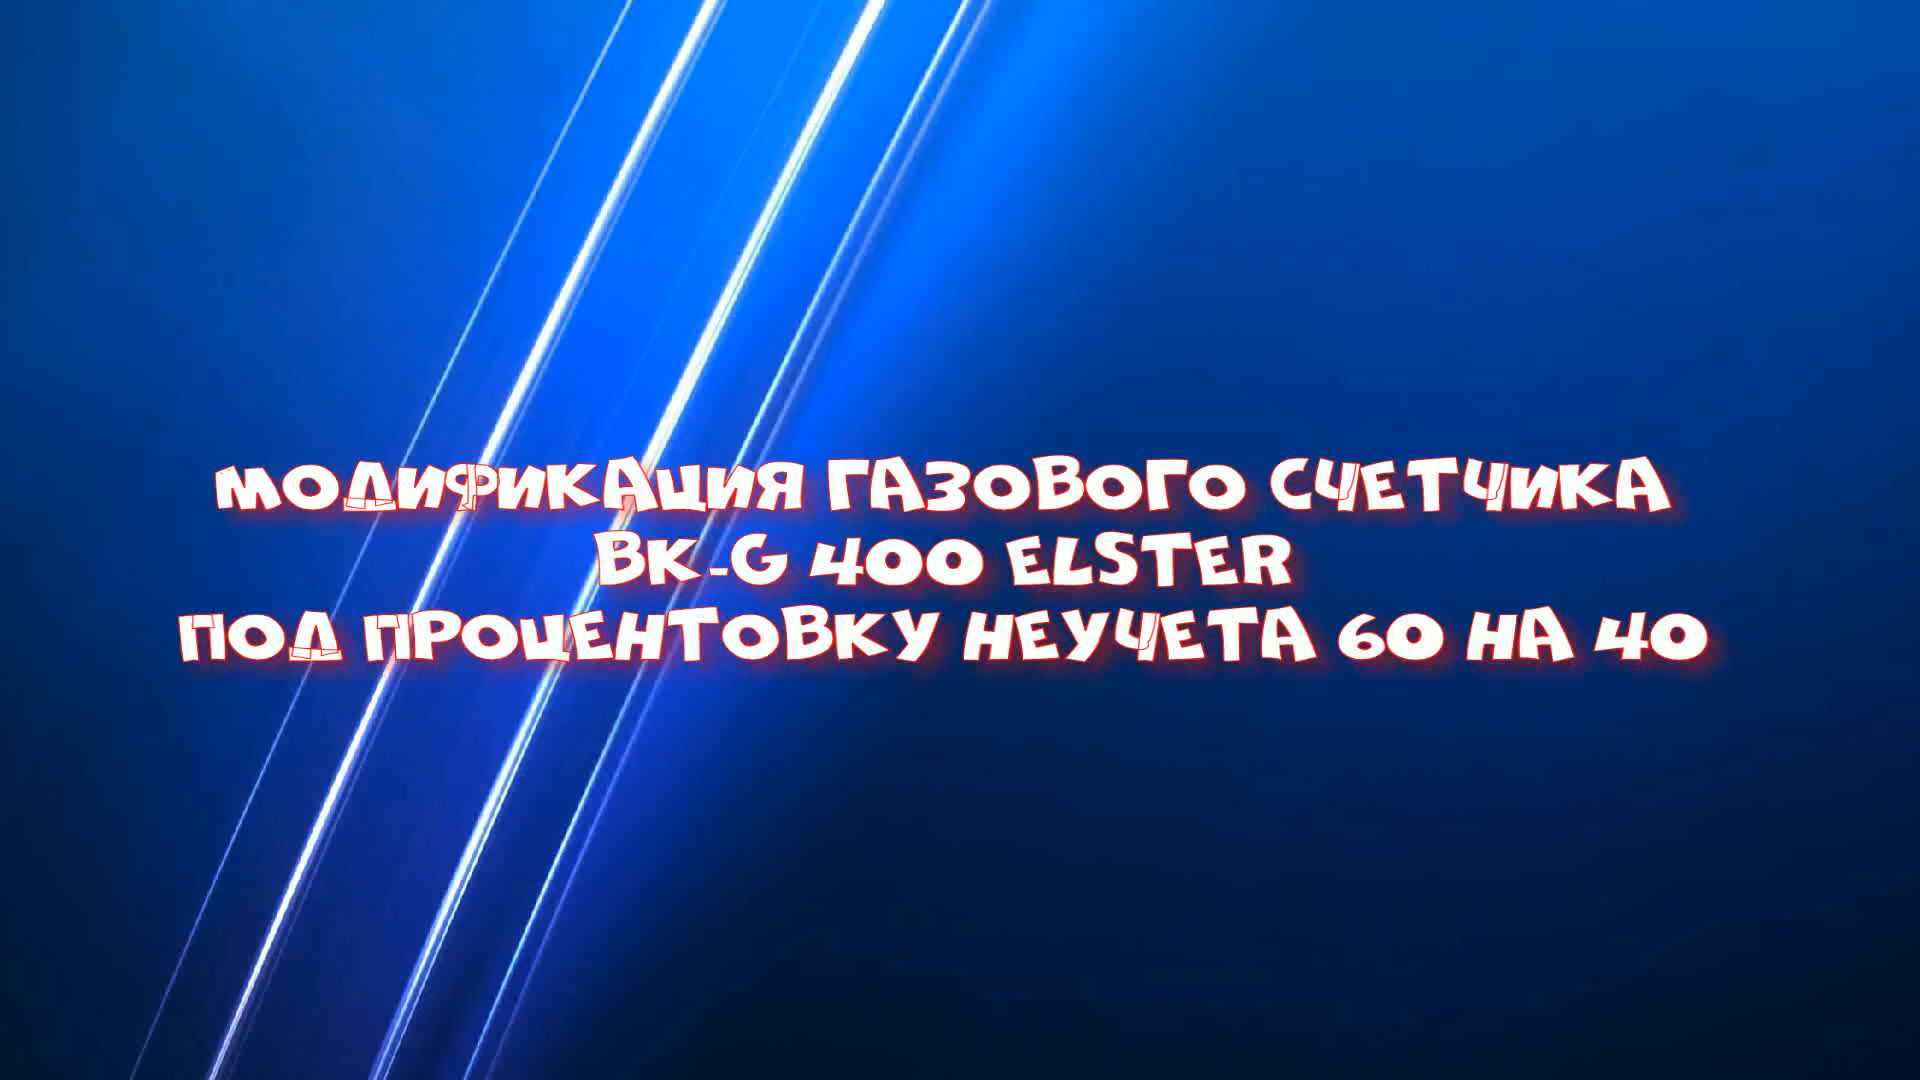 МОДИФИКАЦИЯ ГАЗОВОГО СЧЕТЧИКА
BK-G 400 ELSTER
ПОД ПРОЦЕНТОВКУ НЕУЧЕТА 60 НА 40